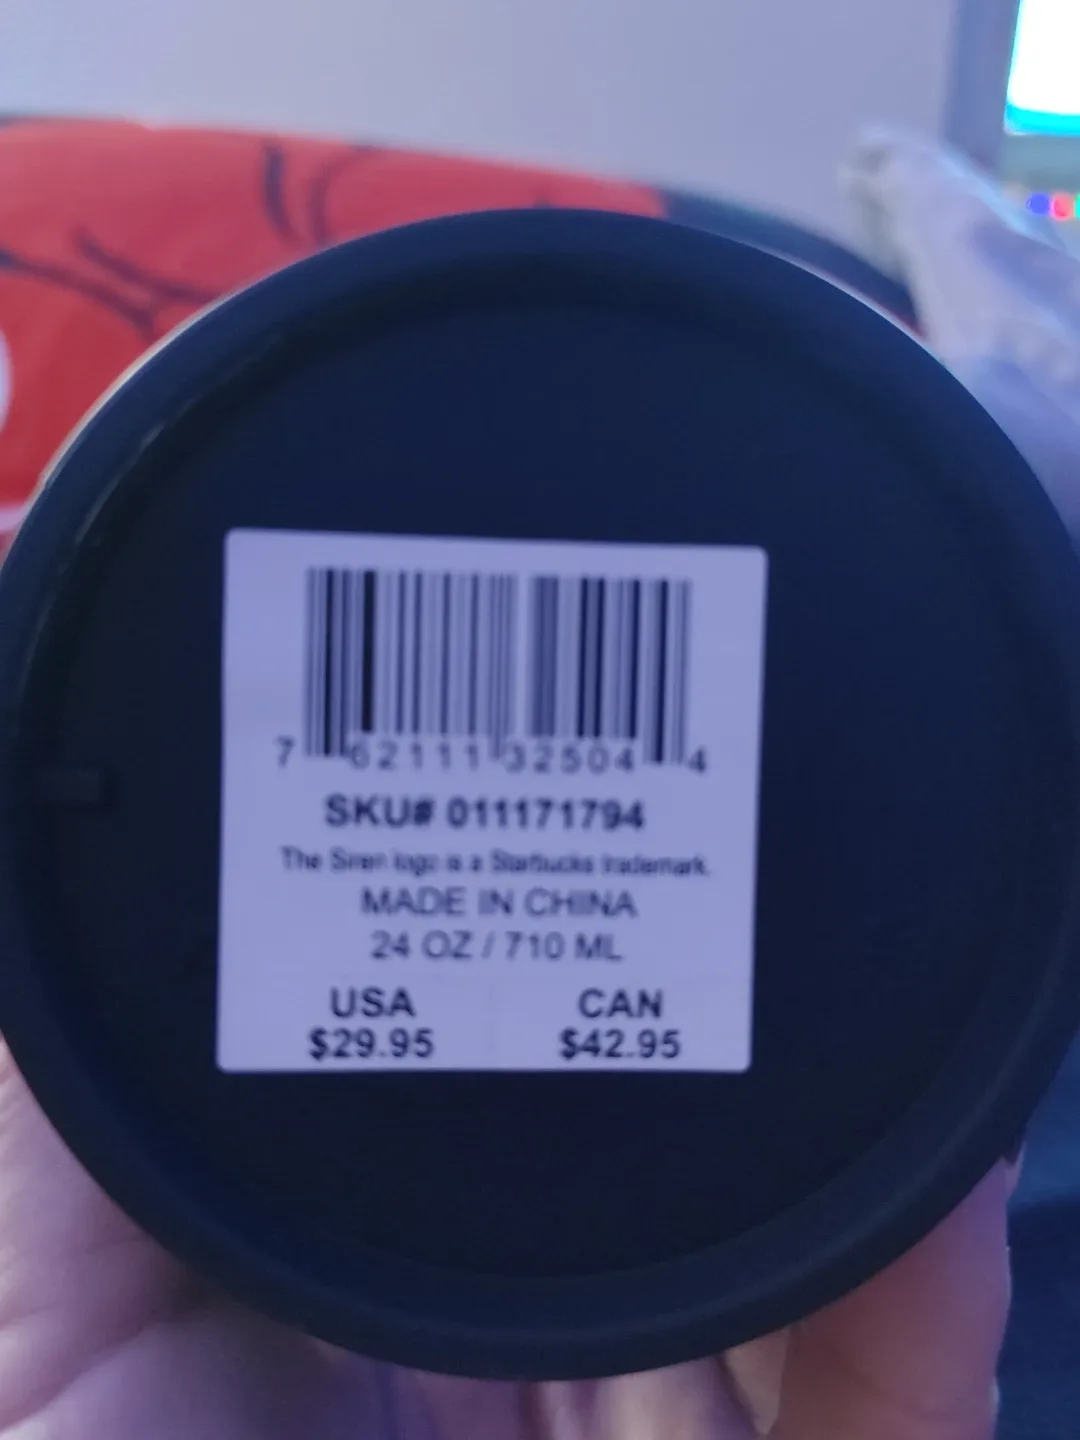 7 62111 32504 4
SKU# 011171794
The Siren logo is a Starbucks trademark.
MADE IN CHINA
24 OZ / 710 ML
USA CAN
$29.95 $42.95